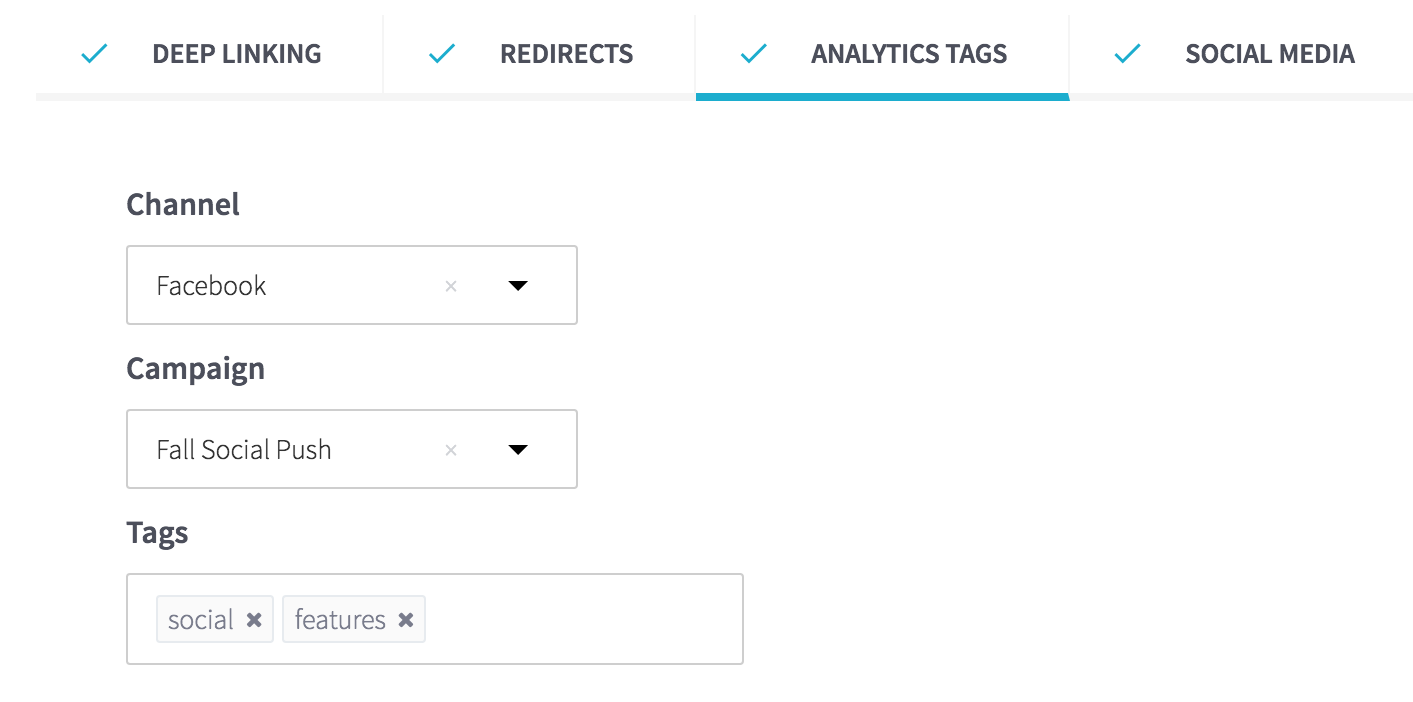 DEEP LINKING REDIRECTS ANALYTICS TAGS SOCIAL MEDIA
Channel
Facebook ×
Campaign
Fall Social Push ×
Tags
social ✖ features ✖